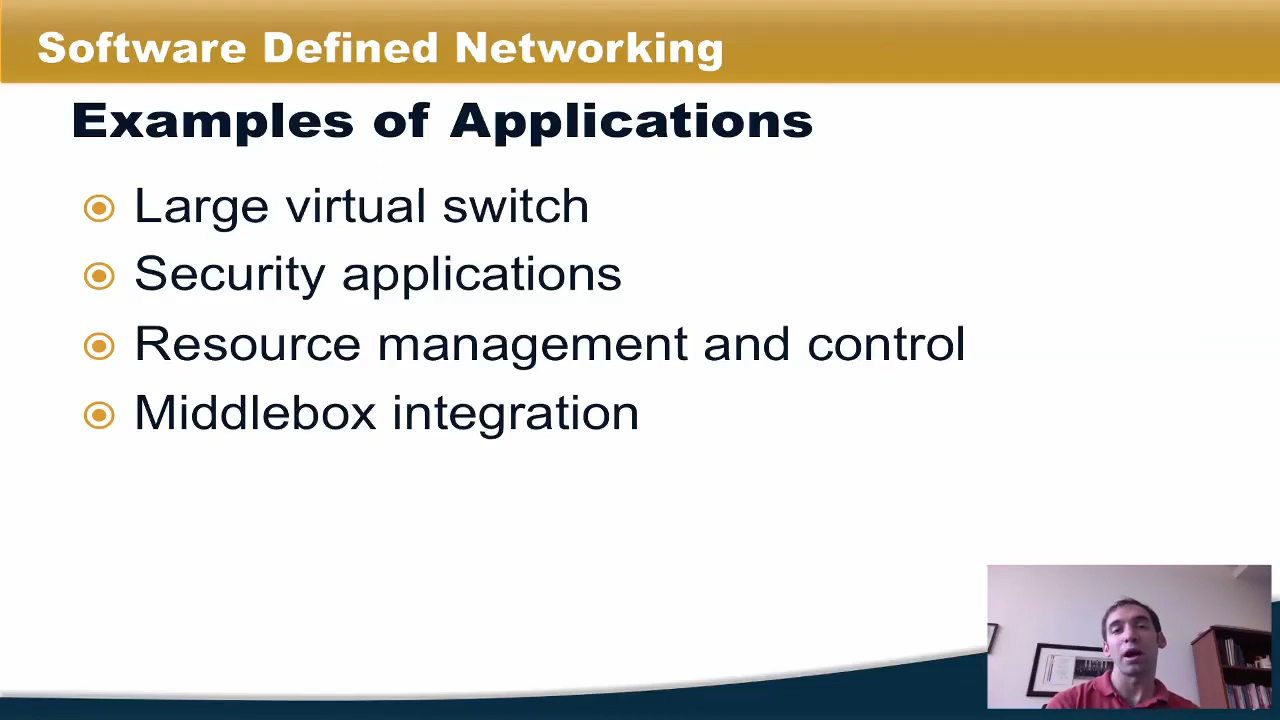 Software Defined Networking
Examples of Applications
Large virtual switch
Security applications
Resource management and control
Middlebox integration